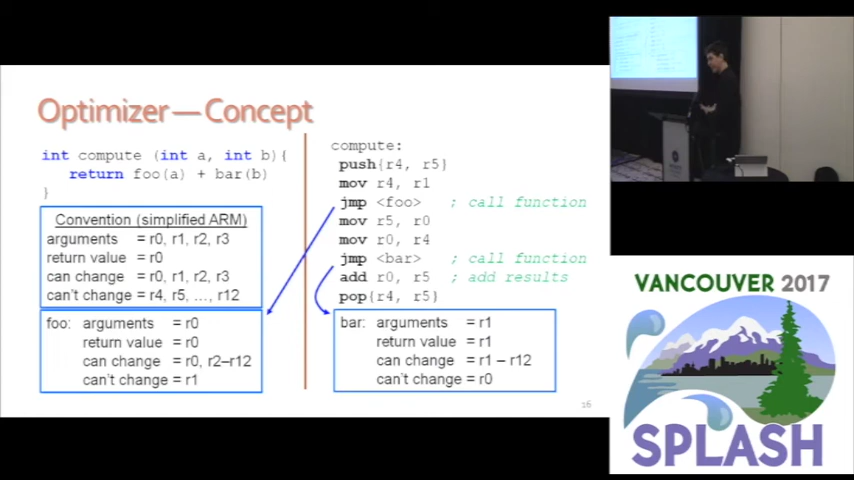 Optimizer—Concept
int compute (int a, int b){
return foo(a) + bar(b)
}
Convention (simplified ARM)
arguments = r0, r1, r2, r3
return value = r0
can change = r0, r1, r2, r3
can't change = r4, r5, ..., r12
foo: arguments = r0
return value = r0
can change = r0, r2–r12
can't change = r1
compute:
push{r4, r5}
mov r4, r1
jmp <foo> ; call function
mov r5, r0
mov r0, r4
jmp <bar> ; call function
add r0, r5 ; add results
pop{r4, r5}
bar: arguments = r1
return value = r1
can change = r1 – r12
can't change = r0
16
VANCOUVER 2017
SPLASH